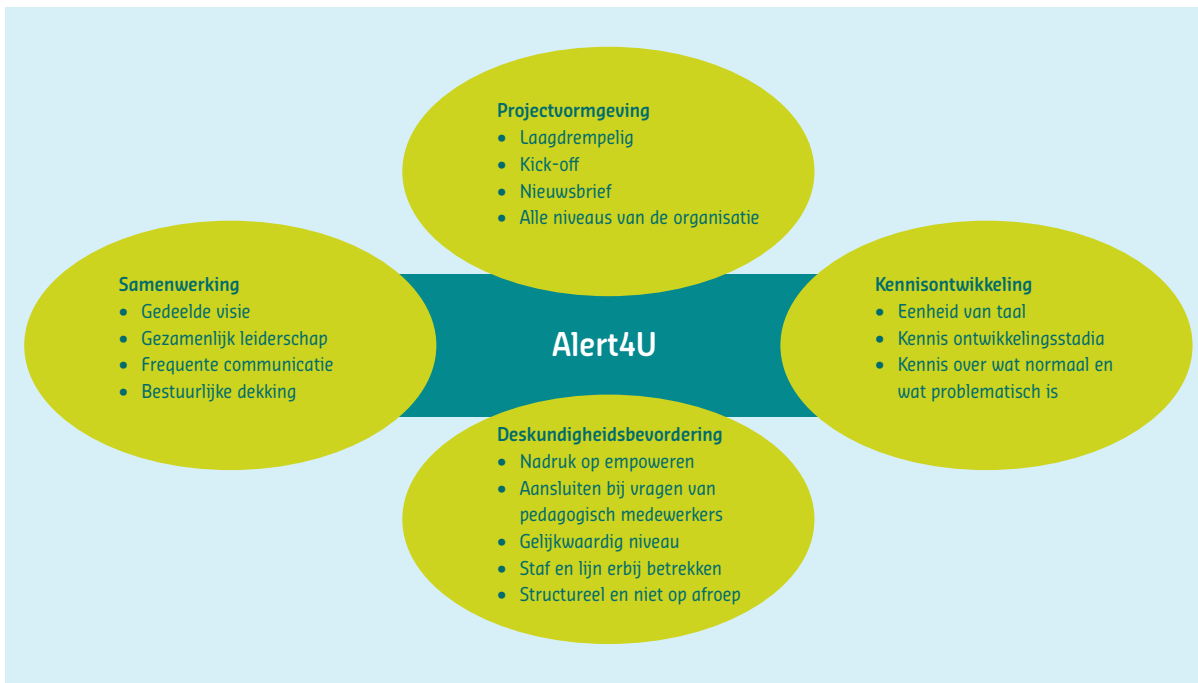 Projectvormgeving
• Laagdrempelig
• Kick-off
• Nieuwsbrief
• Alle niveaus van de organisatie
Samenwerking
• Gedeelde visie
• Gezamenlijk leiderschap
• Frequente communicatie
• Bestuurlijke dekking
Alert4U
Kennisontwikkeling
• Eenheid van taal
• Kennis ontwikkelingsstadia
• Kennis over wat normaal en
wat problematisch is
Deskundigheidsbevordering
• Nadruk op empoweren
• Aansluiten bij vragen van
pedagogisch medewerkers
• Gelijkwaardig niveau
• Staf en lijn erbij betrekken
• Structureel en niet op afroep